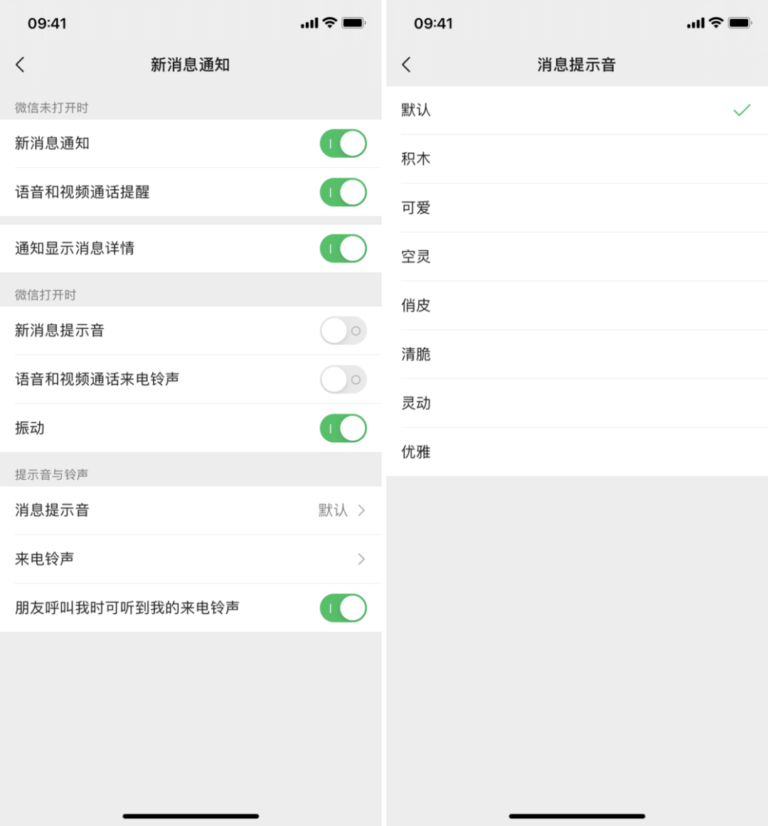 09:41
新消息通知
微信未打开时
新消息通知
语音和视频通话提醒
通知显示消息详情
微信打开时
新消息提示音
语音和视频通话来电铃声
振动
提示音与铃声
消息提示音 默认
来电铃声
朋友呼叫我时可听到我的来电铃声
09:41
消息提示音
默认
积木
可爱
空灵
俏皮
清脆
灵动
优雅